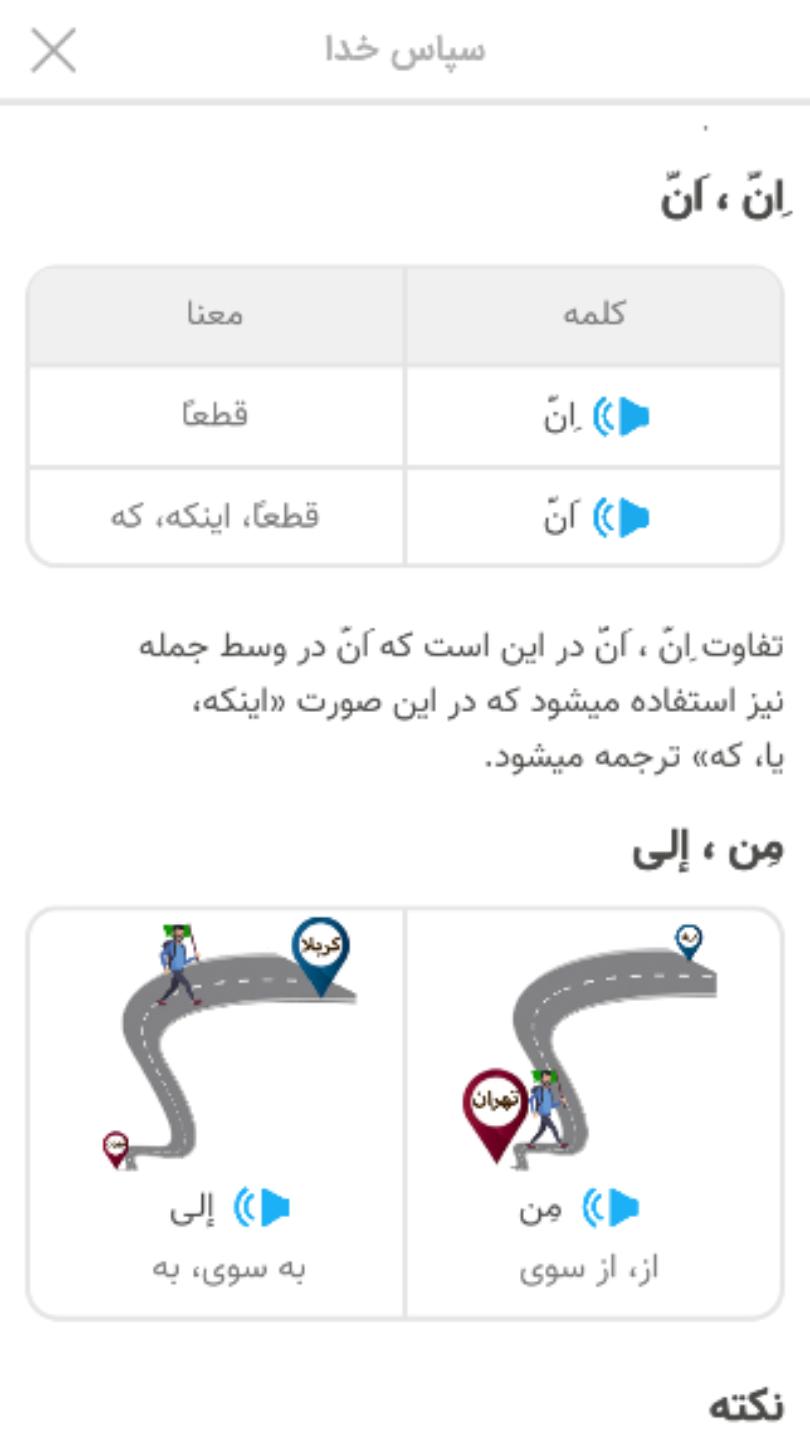 سپاس خدا
اِنّ ، اَنّ
کلمه
معنا
اِنّ
قطعاً
اَنّ
قطعاً، اینکه، که
تفاوت اِنّ ، اَنّ در این است که اَنّ در وسط جمله
نیز استفاده میشود که در این صورت «اینکه،
یا، که» ترجمه میشود.
مِن ، إلی
تهران
کربلا
مِن
إلی
از، از سوی
به سوی، به
نکته